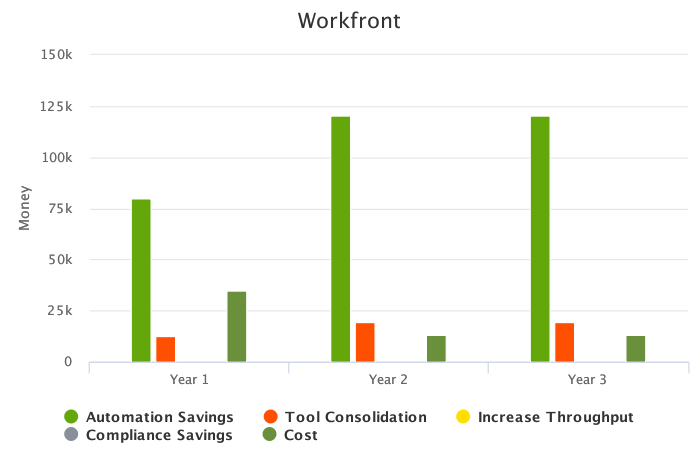 Workfront
150k
125k
100k
75k
50k
25k
0
Money
Year 1 Year 2 Year 3
Automation Savings Tool Consolidation Increase Throughput
Compliance Savings Cost